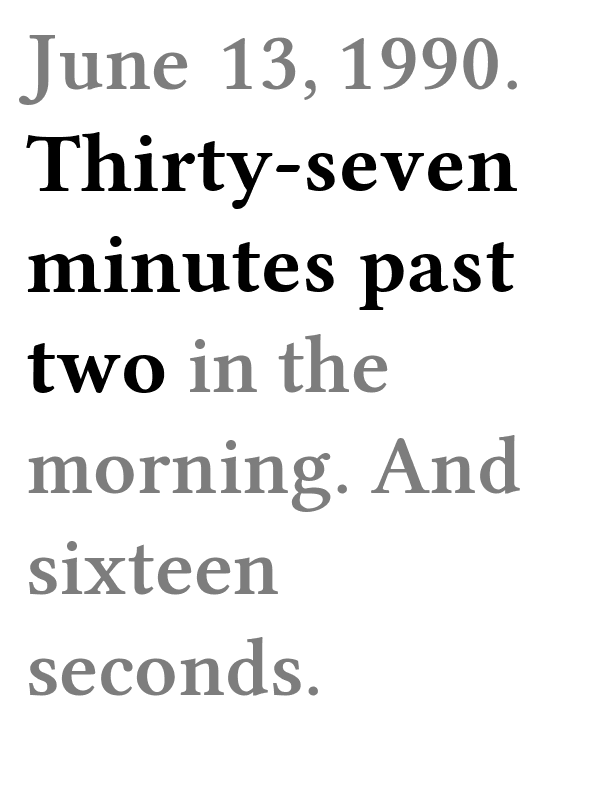 June 13, 1990.
Thirty-seven
minutes past
two in the
morning. And
sixteen
seconds.